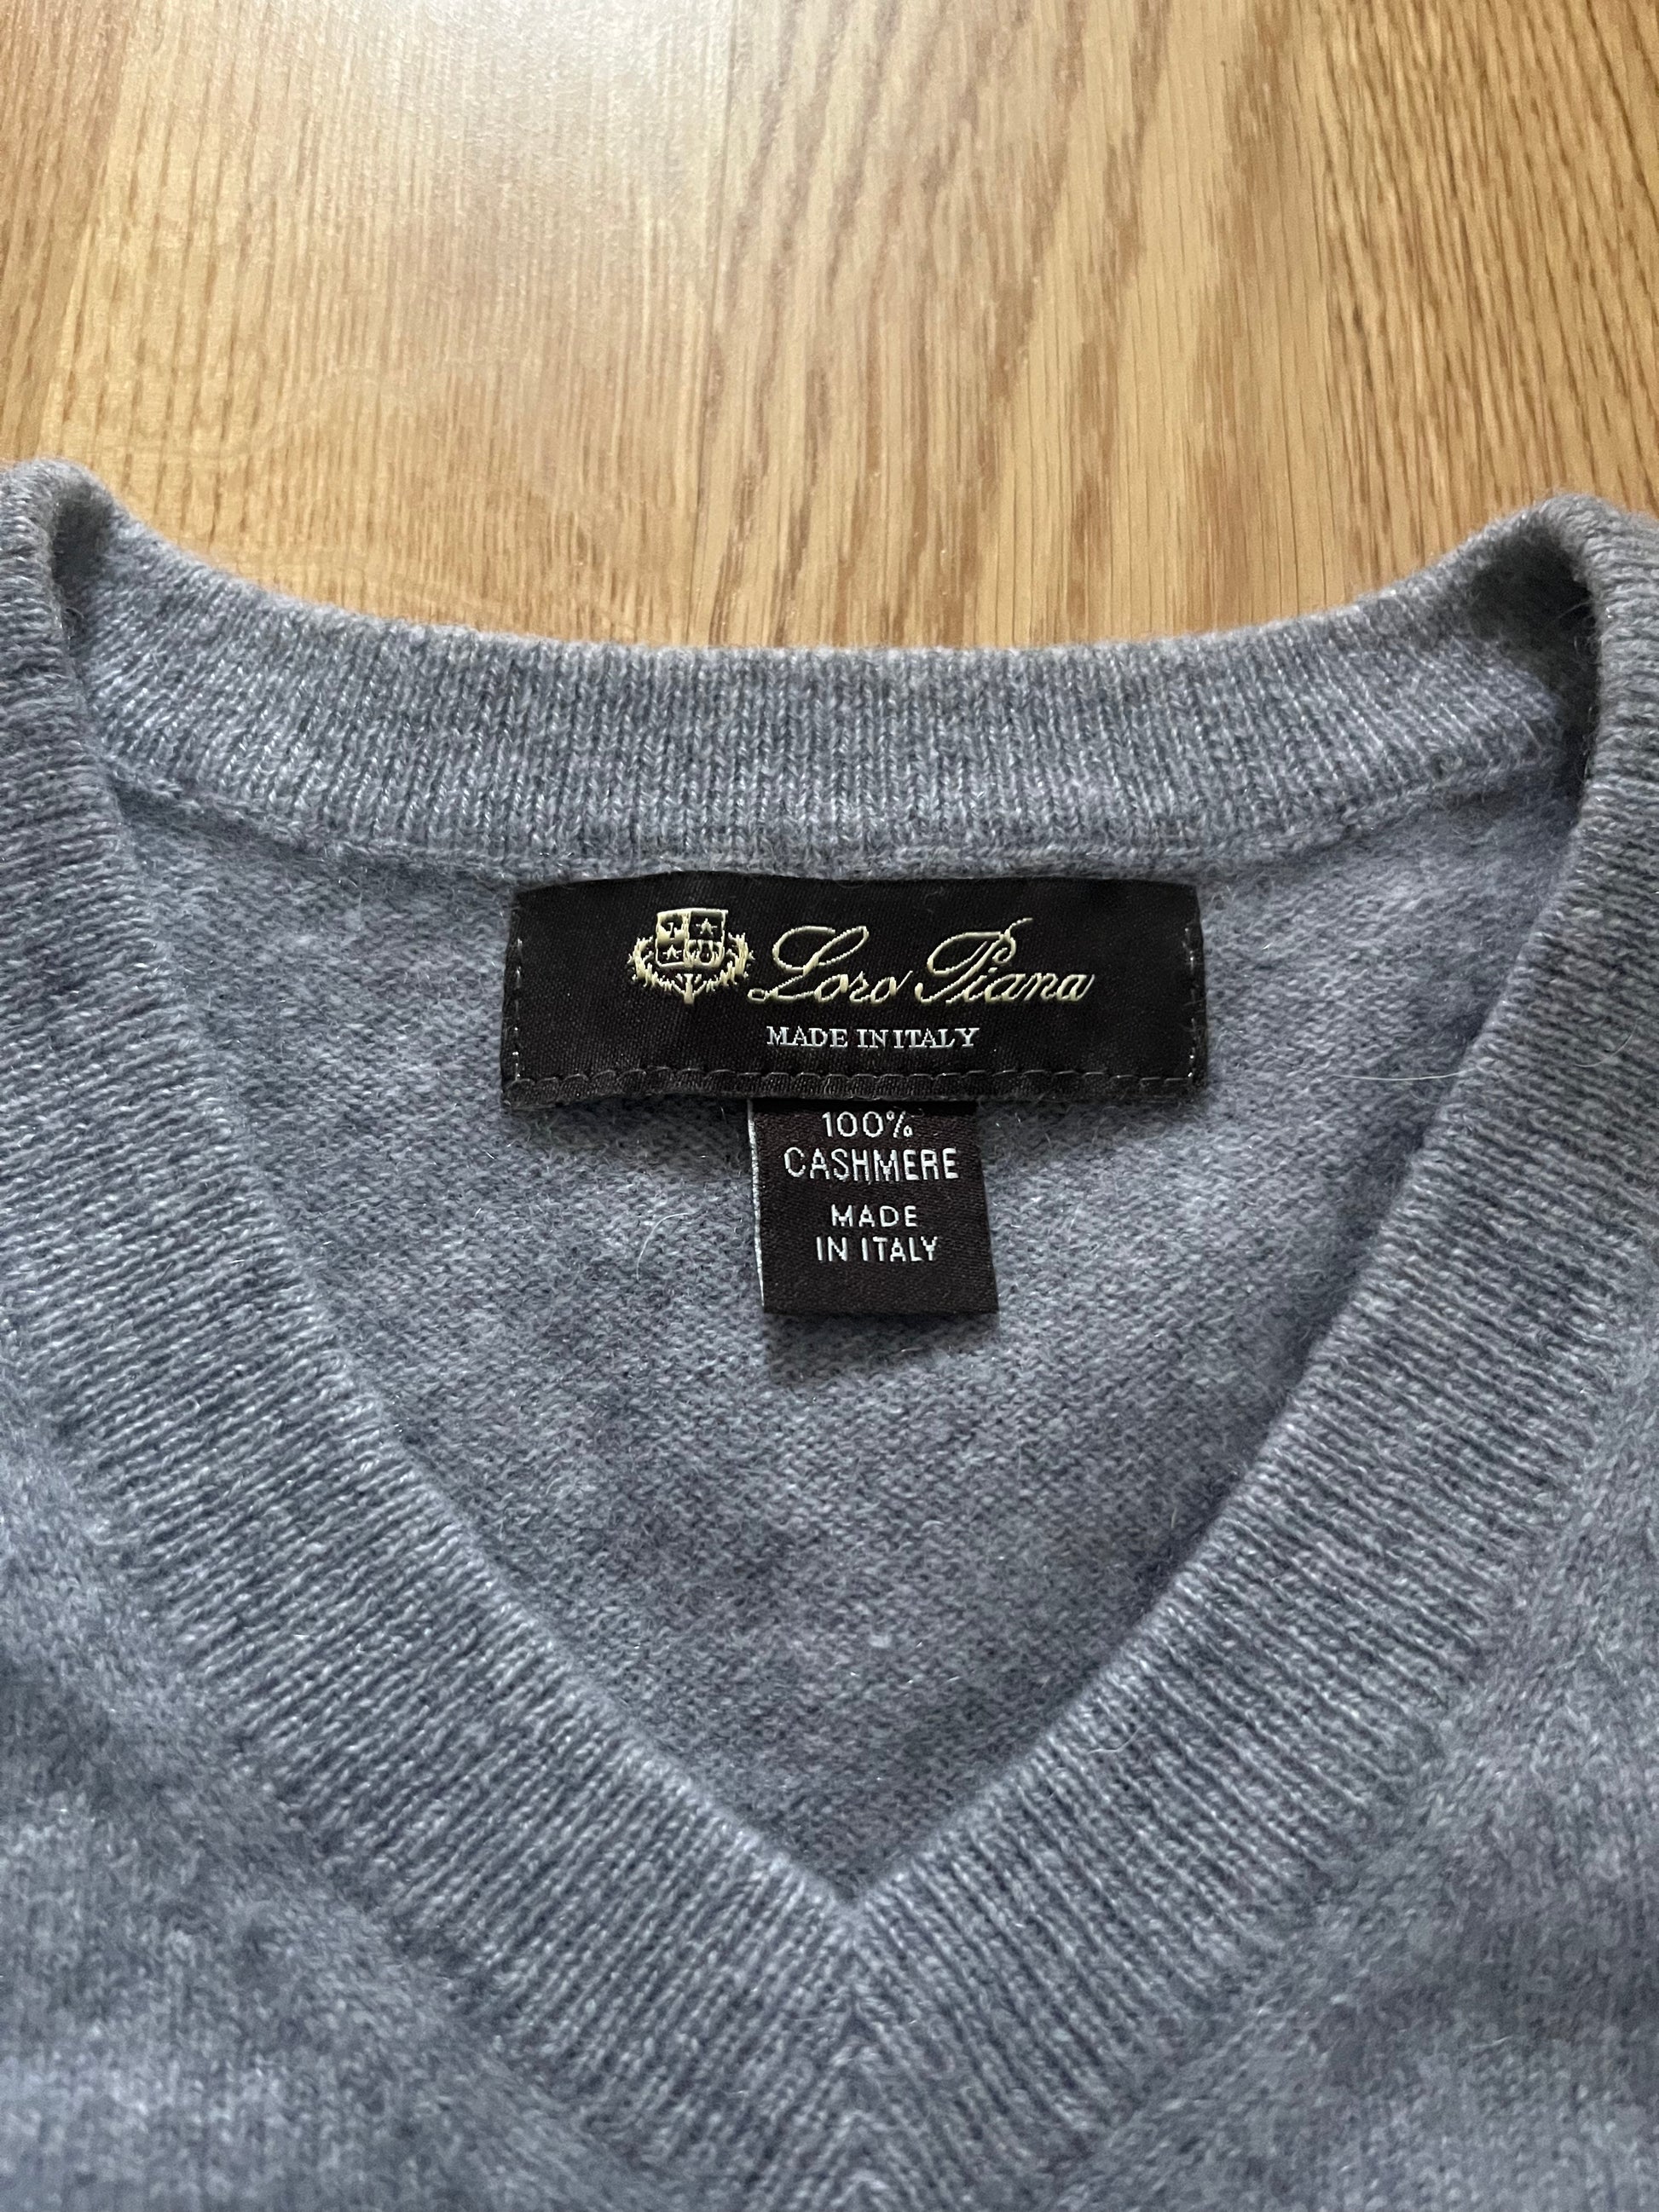 Loro Piana
MADE IN ITALY
100%
CASHMERE
MADE
IN ITALY